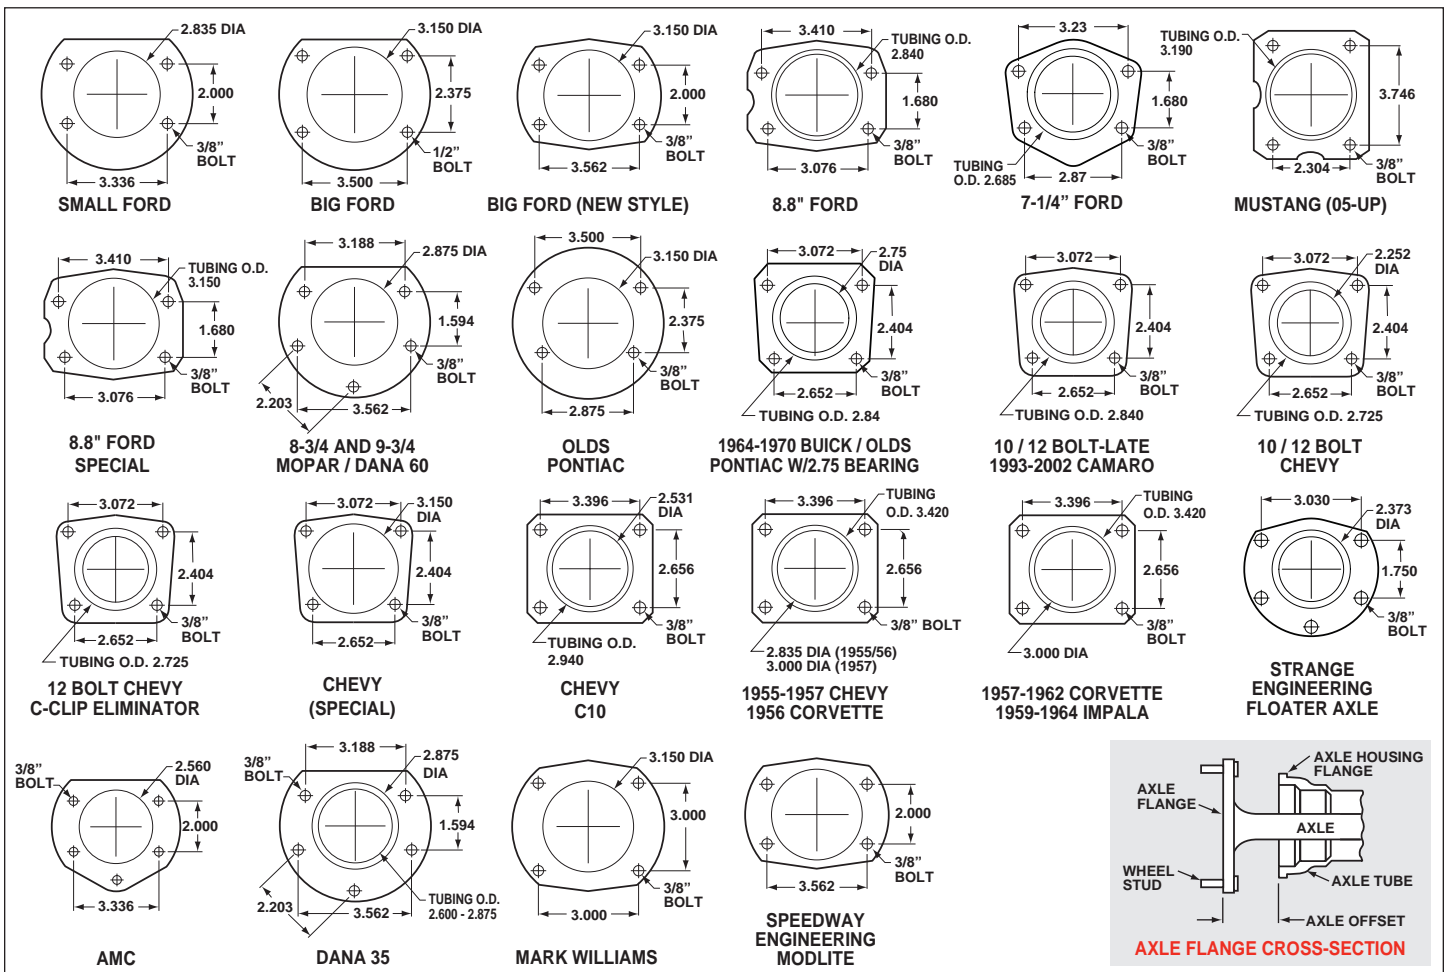 2.835 DIA
2.000
3/8”
BOLT
3.336
SMALL FORD
3.150 DIA
2.375
1/2”
BOLT
3.500
BIG FORD
3.150 DIA
2.000
3/8”
BOLT
3.562
BIG FORD (NEW STYLE)
3.410
TUBING O.D.
2.840
1.680
3/8”
BOLT
3.076
8.8" FORD
3.23
1.680
TUBING
O.D. 2.685
3/8”
BOLT
2.87
7-1/4” FORD
TUBING O.D.
3.190
3.746
2.304
3/8”
BOLT
MUSTANG (05-UP)
3.410
TUBING O.D.
3.150
1.680
3/8”
BOLT
3.076
8.8" FORD
SPECIAL
3.188
2.875 DIA
1.594
3/8”
BOLT
2.203
3.562
8-3/4 AND 9-3/4
MOPAR / DANA 60
3.500
3.150 DIA
2.375
3/8”
BOLT
2.875
OLDS
PONTIAC
3.072
2.75
DIA
2.404
3/8”
BOLT
2.652
TUBING O.D. 2.84
1964-1970 BUICK / OLDS
PONTIAC W/2.75 BEARING
3.072
2.404
3/8”
BOLT
2.652
TUBING O.D. 2.840
10 / 12 BOLT-LATE
1993-2002 CAMARO
3.072
2.252
DIA
2.404
3/8”
BOLT
2.652
TUBING O.D. 2.725
10 / 12 BOLT
CHEVY
3.072
2.404
3/8”
BOLT
2.652
TUBING O.D. 2.725
12 BOLT CHEVY
C-CLIP ELIMINATOR
3.072
3.150
DIA
2.404
3/8”
BOLT
2.652
CHEVY
(SPECIAL)
3.396
2.531
DIA
2.656
3/8”
BOLT
TUBING O.D.
2.940
CHEVY
C10
3.396
TUBING
O.D. 3.420
2.656
3/8” BOLT
2.835 DIA (1955/56)
3.000 DIA (1957)
1955-1957 CHEVY
1956 CORVETTE
3.396
TUBING
O.D. 3.420
2.656
3/8”
BOLT
3.000 DIA
1957-1962 CORVETTE
1959-1964 IMPALA
3.030
2.373
DIA
1.750
3/8”
BOLT
STRANGE
ENGINEERING
FLOATER AXLE
3/8”
BOLT
2.560
DIA
2.000
3.336
AMC
3/8”
BOLT
3.188
2.875
DIA
1.594
TUBING O.D.
2.600 - 2.875
2.203
3.562
DANA 35
3.150 DIA
3.000
3/8”
BOLT
3.000
MARK WILLIAMS
2.000
3/8”
BOLT
3.562
SPEEDWAY
ENGINEERING
MODLITE
AXLE HOUSING
FLANGE
AXLE
FLANGE
AXLE
WHEEL
STUD
AXLE TUBE
AXLE OFFSET
AXLE FLANGE CROSS-SECTION